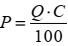 P = Q · C / 100